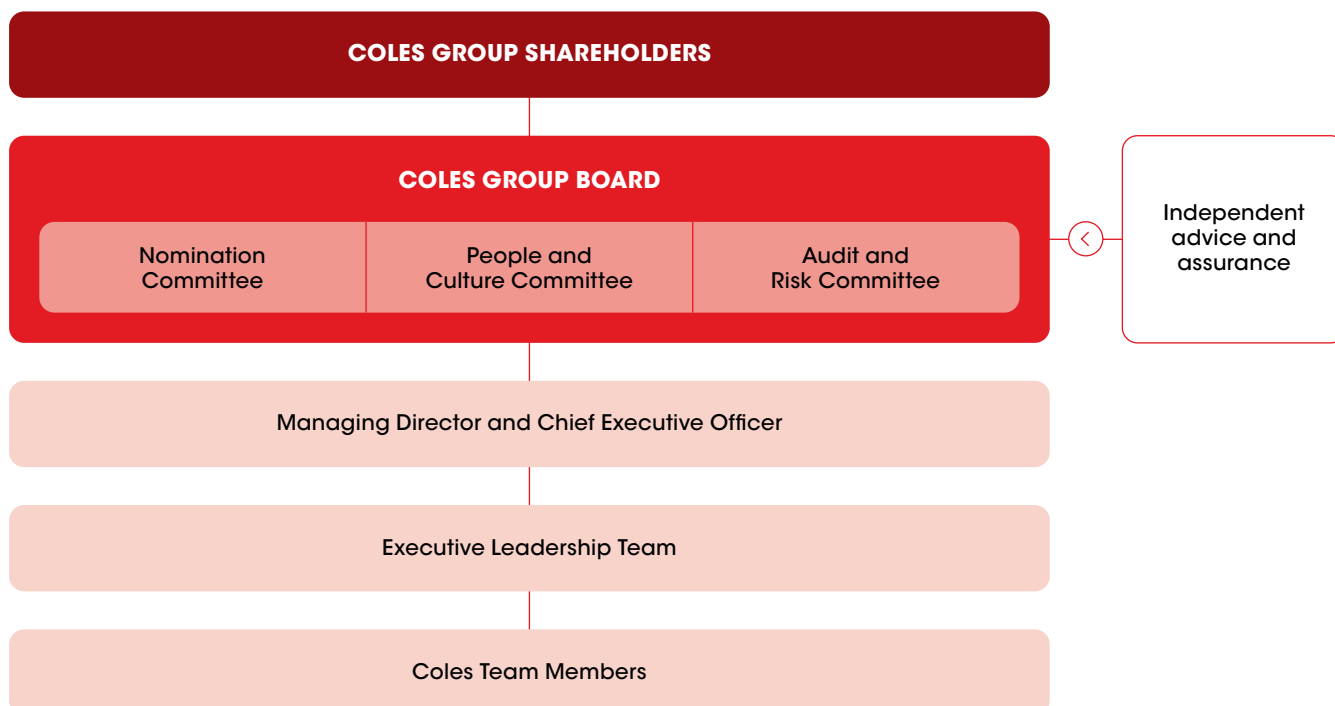 COLES GROUP SHAREHOLDERS
COLES GROUP BOARD
Nomination
Committee
People and
Culture Committee
Audit and
Risk Committee
Independent
advice and
assurance
Managing Director and Chief Executive Officer
Executive Leadership Team
Coles Team Members